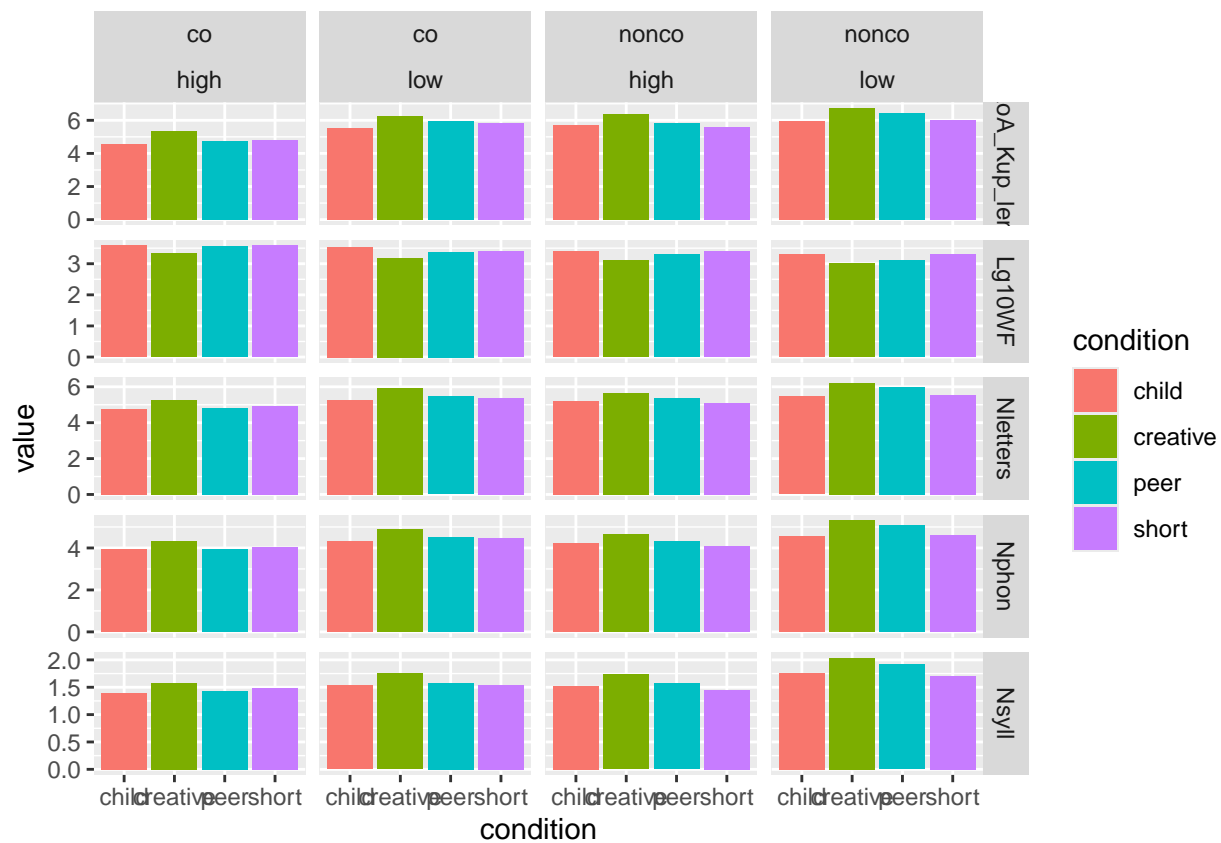 co co nonco nonco
high low high low
6
4
2
0
oA_Kup_ler
3
2
1
0
Lg10WF
6
4
2
0
Nletters
4
2
0
Nphon
2.0
1.5
1.0
0.5
0.0
Nsyll
child creative peer short child creative peer short child creative peer short child creative peer short
condition
value
condition
child
creative
peer
short